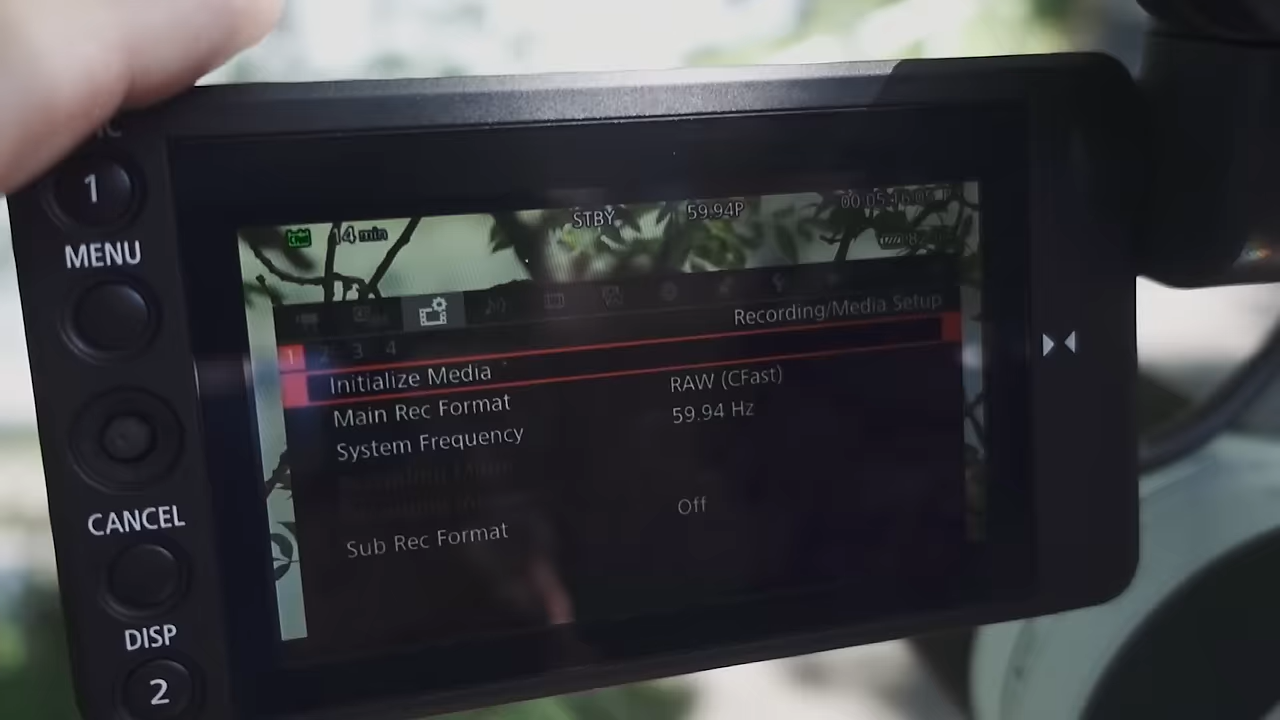 1
MENU
CANCEL
DISP
2
14 min
STBY
59.94P
Recording/Media Setup
1 2 3 4
Initialize Media
Main Rec Format RAW (CFast)
System Frequency 59.94 Hz
Sub Rec Format Off